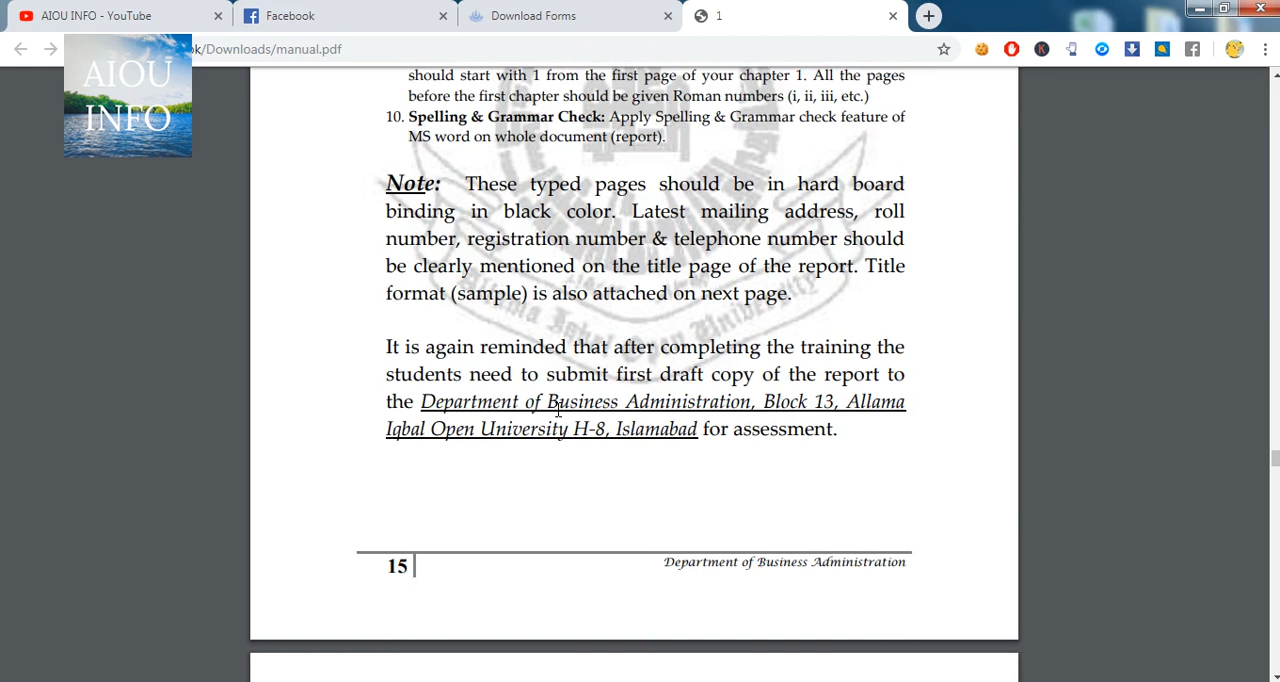 AIOU INFO - YouTube
Facebook
Download Forms
1
k/Downloads/manual.pdf
AIOU
INFO
should start with 1 from the first page of your chapter 1. All the pages
before the first chapter should be given Roman numbers (i, ii, iii, etc.)
10. Spelling & Grammar Check: Apply Spelling & Grammar check feature of
MS word on whole document (report).
Note: These typed pages should be in hard board
binding in black color. Latest mailing address, roll
number, registration number & telephone number should
be clearly mentioned on the title page of the report. Title
format (sample) is also attached on next page.
It is again reminded that after completing the training the
students need to submit first draft copy of the report to
the Department of Business Administration, Block 13, Allama
Iqbal Open University H-8, Islamabad for assessment.
Allama Iqbal Open University
15
Department of Business Administration